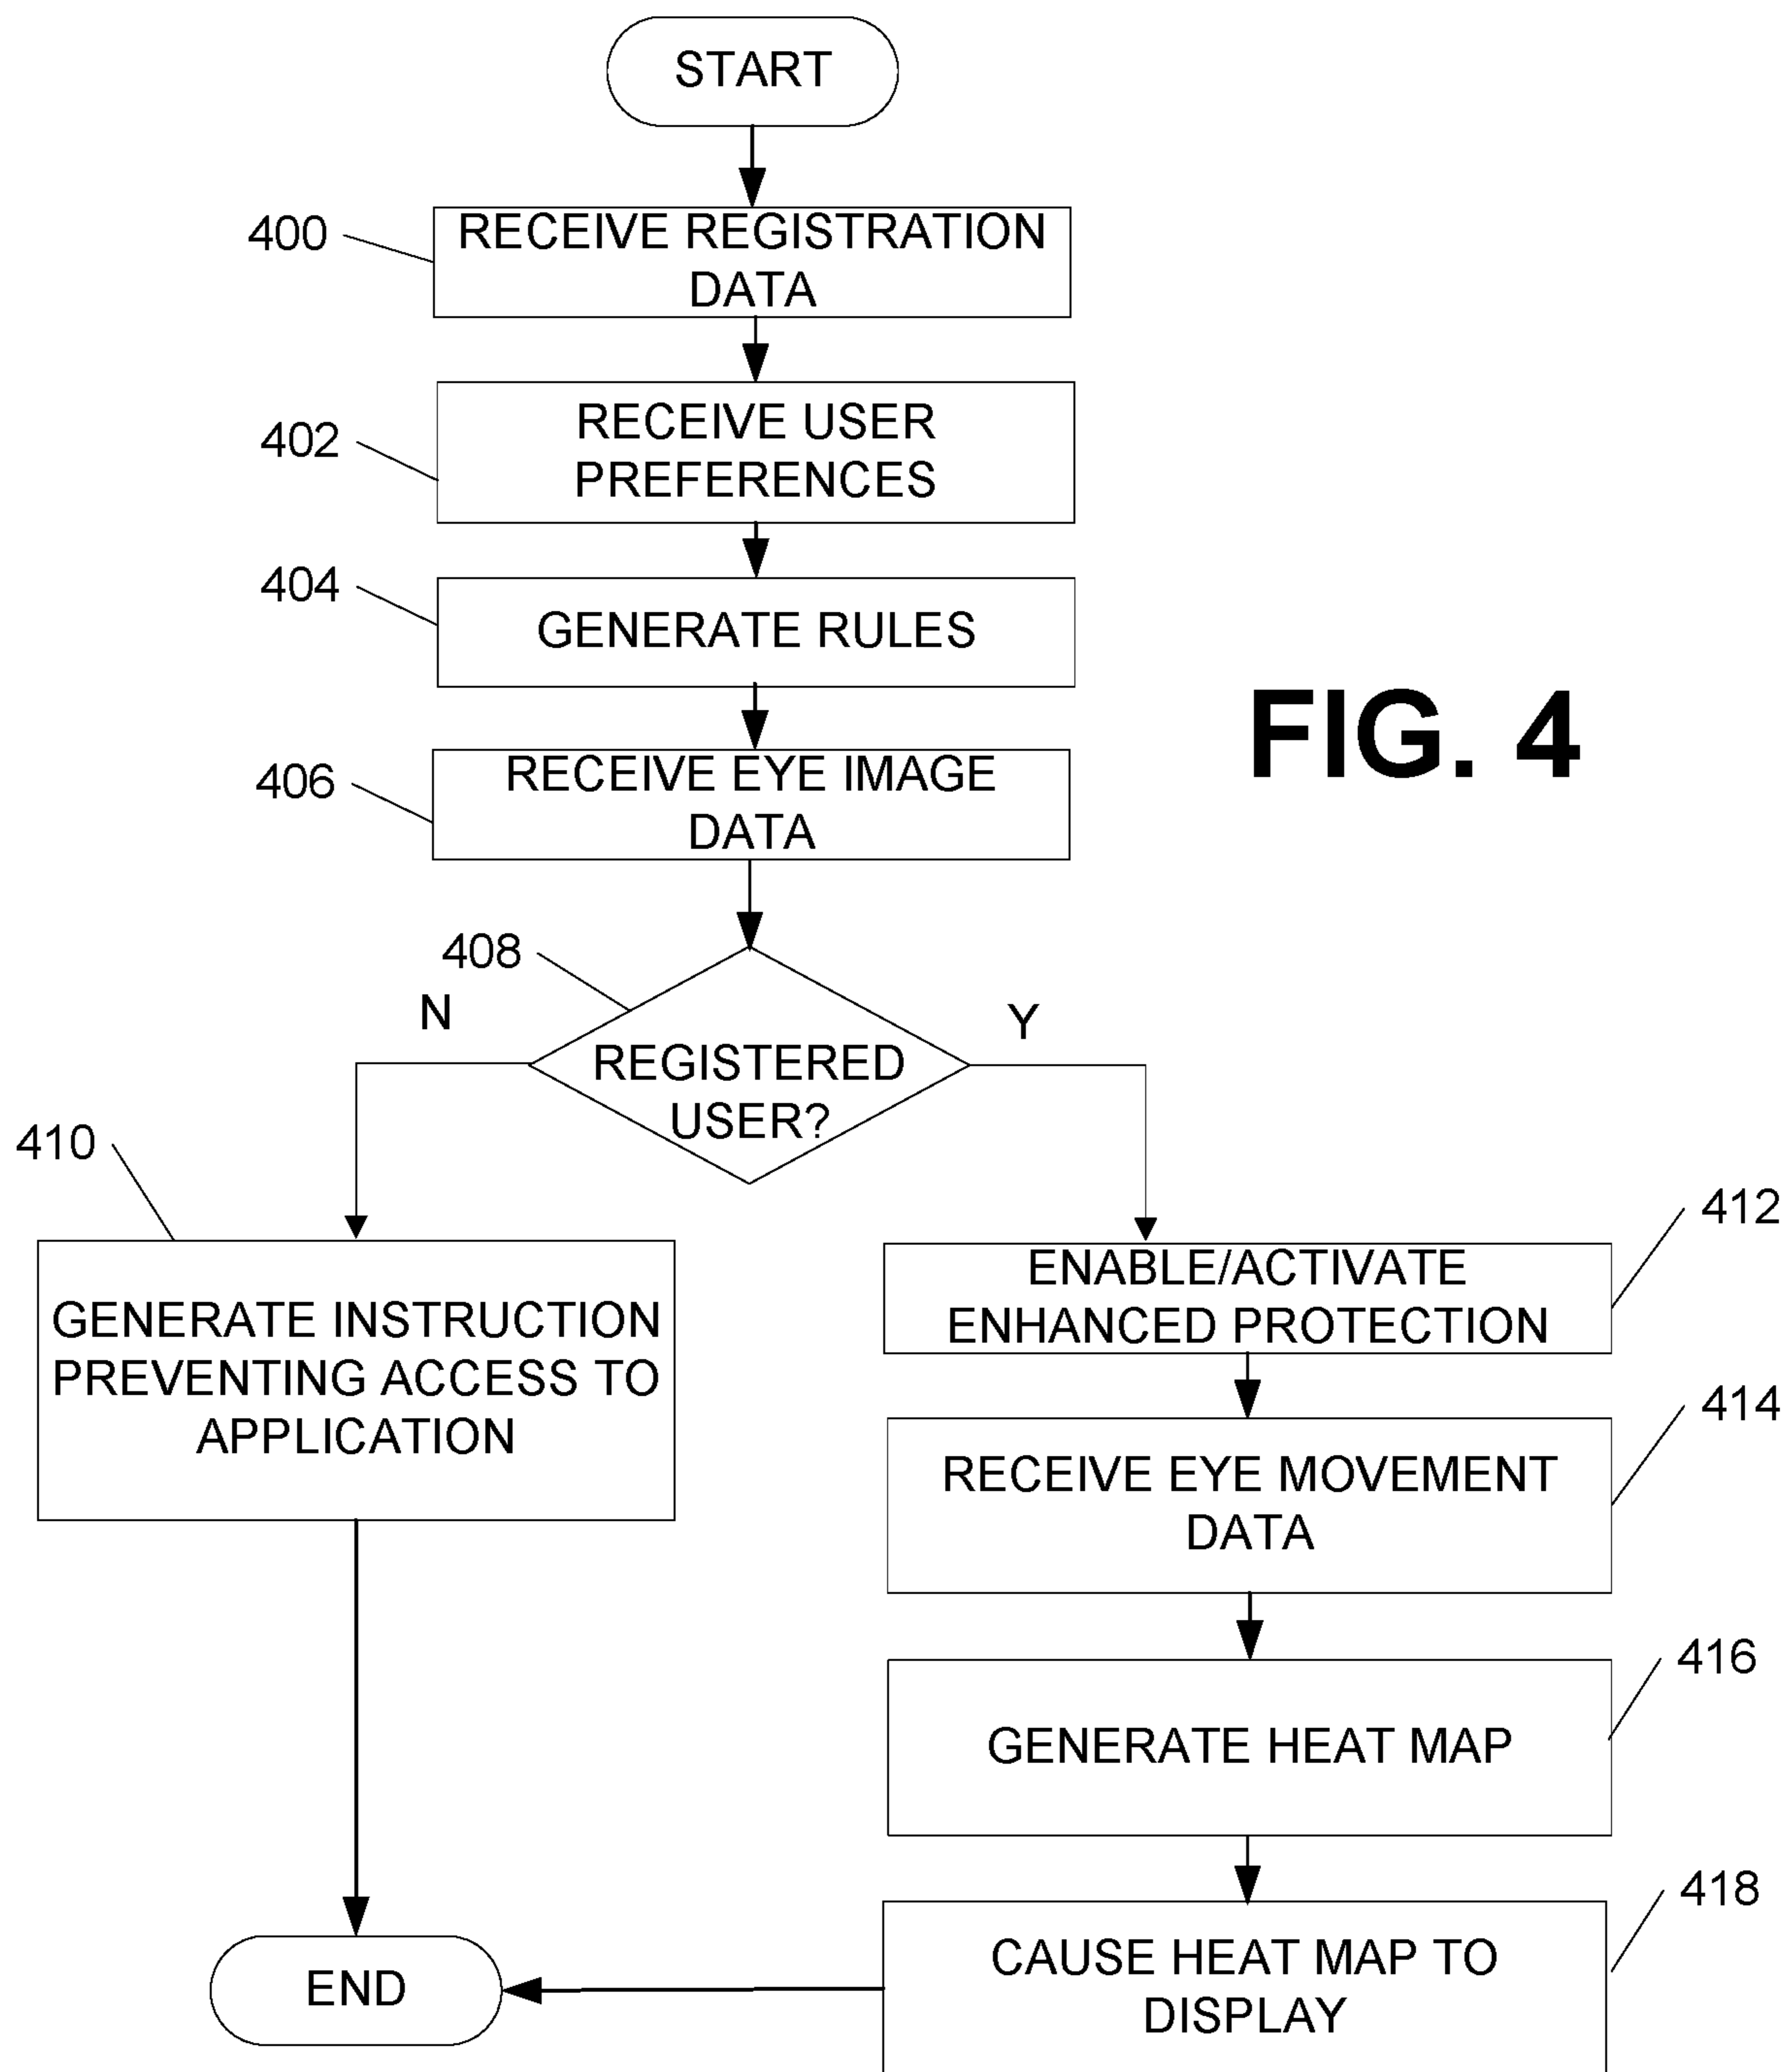 START
400
RECEIVE REGISTRATION
DATA
402
RECEIVE USER
PREFERENCES
404
GENERATE RULES
FIG. 4
406
RECEIVE EYE IMAGE
DATA
408
N
Y
REGISTERED
USER?
410
GENERATE INSTRUCTION
PREVENTING ACCESS TO
APPLICATION
412
ENABLE/ACTIVATE
ENHANCED PROTECTION
414
RECEIVE EYE MOVEMENT
DATA
416
GENERATE HEAT MAP
418
CAUSE HEAT MAP TO
DISPLAY
END